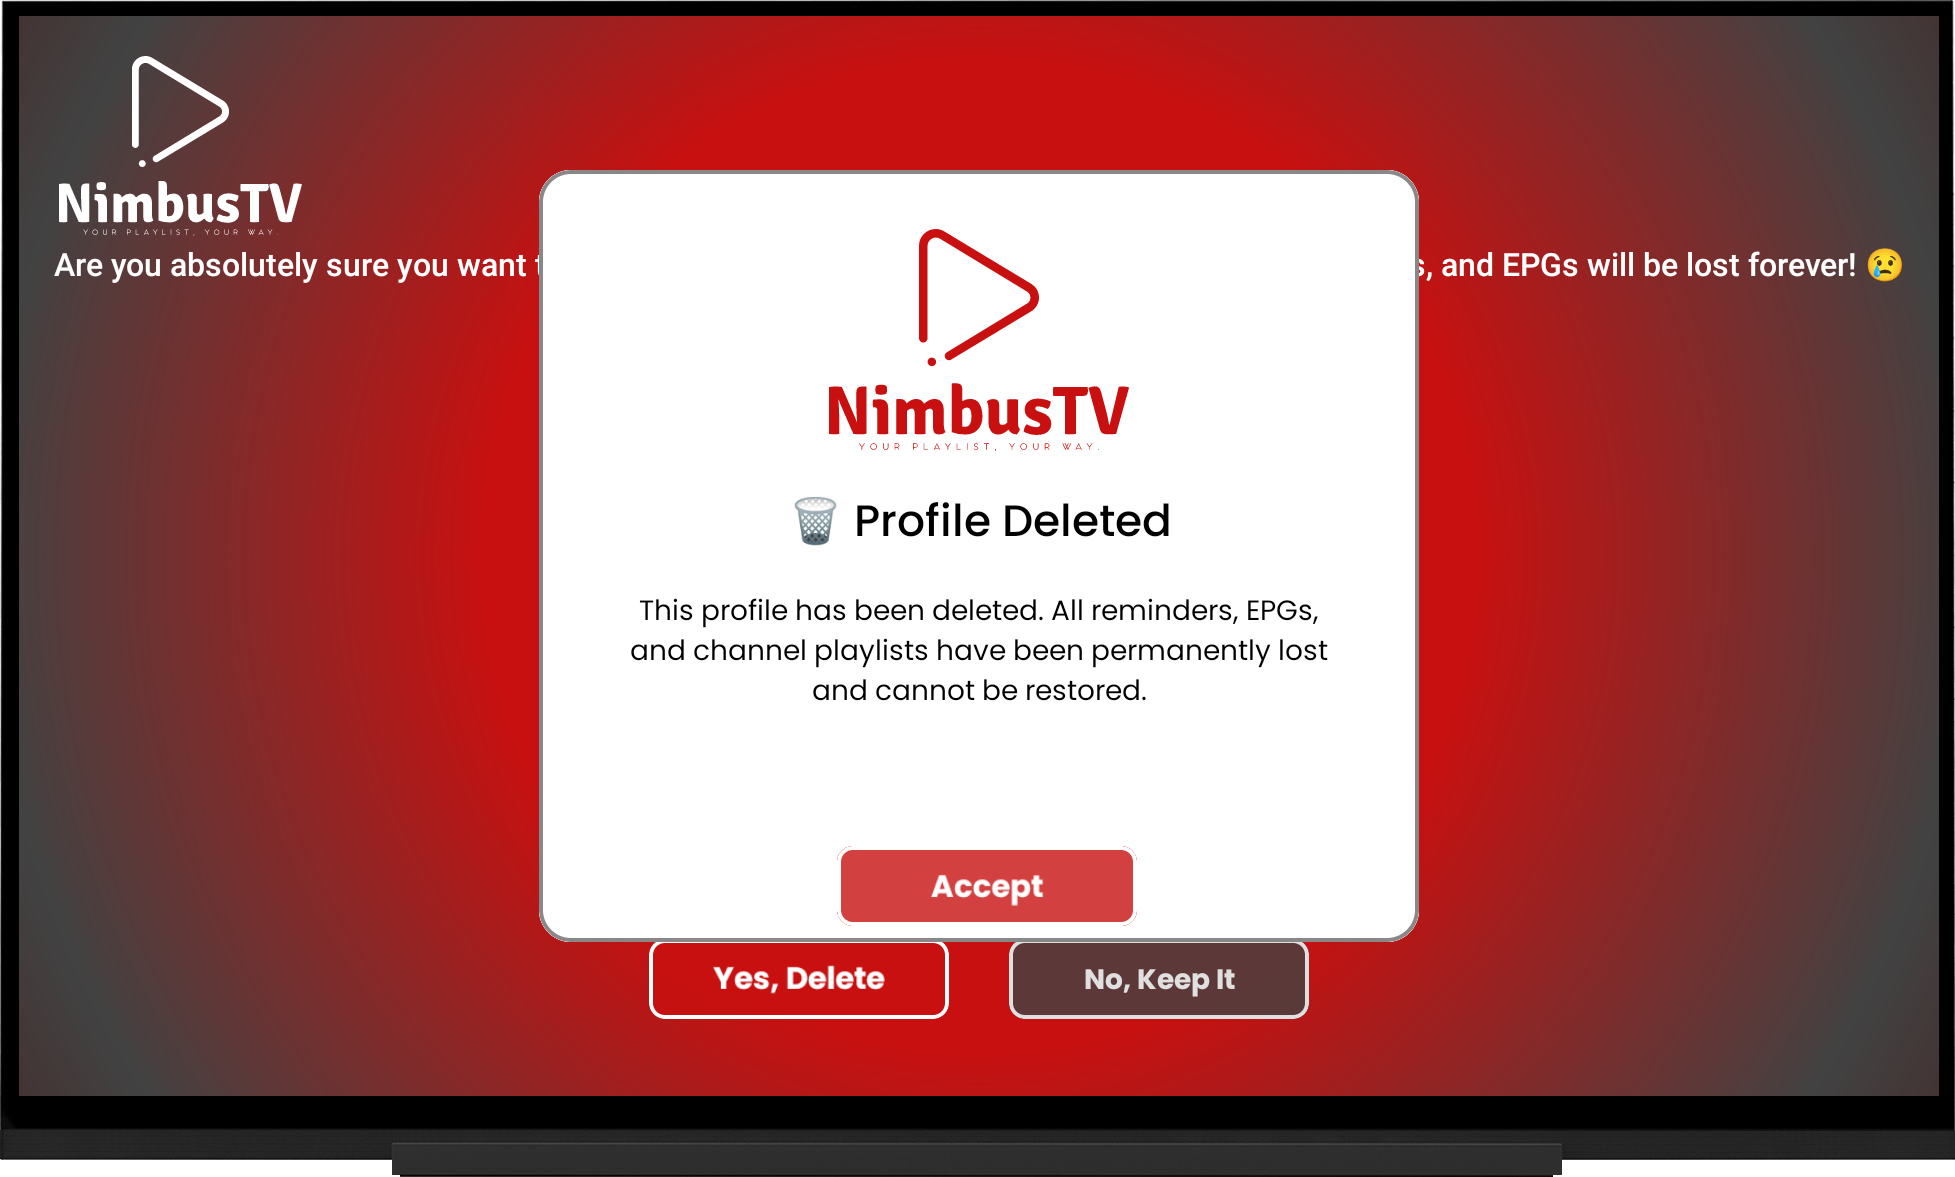 NimbusTV
YOUR PLAYLIST, YOUR WAY.
Are you absolutely sure you want s, and EPGs will be lost forever! 😢
NimbusTV
YOUR PLAYLIST, YOUR WAY.
🗑️ Profile Deleted
This profile has been deleted. All reminders, EPGs,
and channel playlists have been permanently lost
and cannot be restored.
Accept
Yes, Delete
No, Keep It